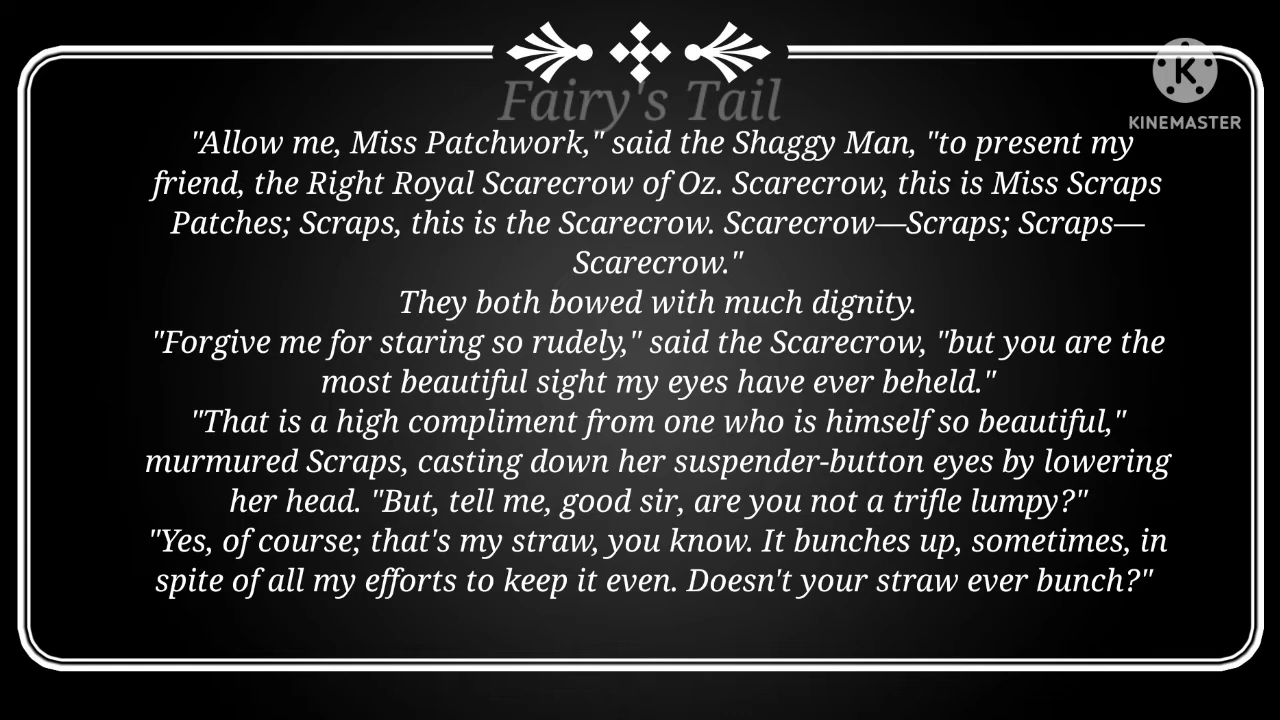 Fairy's Tail
KINEMASTER
"Allow me, Miss Patchwork," said the Shaggy Man, "to present my
friend, the Right Royal Scarecrow of Oz. Scarecrow, this is Miss Scraps
Patches; Scraps, this is the Scarecrow. Scarecrow—Scraps; Scraps—
Scarecrow."
They both bowed with much dignity.
"Forgive me for staring so rudely," said the Scarecrow, "but you are the
most beautiful sight my eyes have ever beheld."
"That is a high compliment from one who is himself so beautiful,"
murmured Scraps, casting down her suspender-button eyes by lowering
her head. "But, tell me, good sir, are you not a trifle lumpy?"
"Yes, of course; that's my straw, you know. It bunches up, sometimes, in
spite of all my efforts to keep it even. Doesn't your straw ever bunch?"